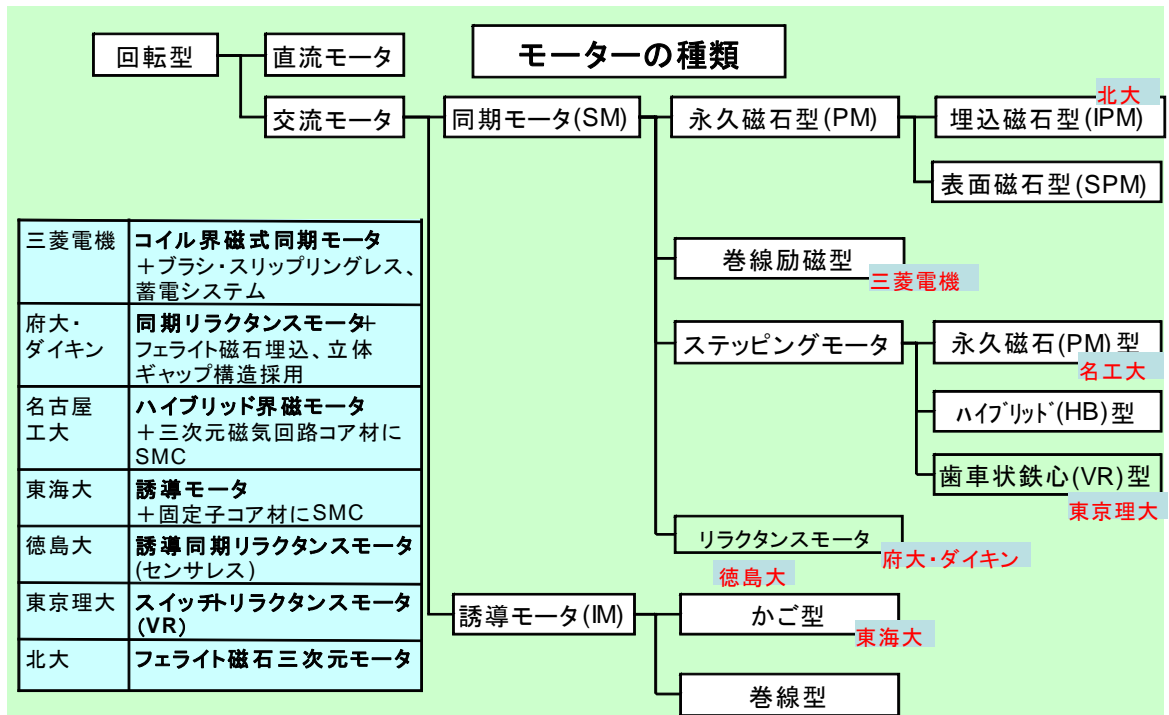 モーターの種類
回転型
直流モータ
交流モータ
同期モータ(SM)
永久磁石型(PM)
北大
埋込磁石型(IPM)
表面磁石型(SPM)
巻線励磁型
三菱電機
ステッピングモータ
永久磁石(PM)型
名工大
ハイブリッド(HB)型
歯車状鉄心(VR)型
東京理大
リラクタンスモータ
府大・ダイキン
徳島大
誘導モータ(IM)
かご型
東海大
巻線型
三菱電機
コイル界磁式同期モータ
＋ブラシ・スリップリングレス、
蓄電システム
府大・
ダイキン
同期リラクタンスモータ+
フェライト磁石埋込、立体
ギャップ構造採用
名古屋
工大
ハイブリッド界磁モータ
＋三次元磁気回路コア材に
SMC
東海大
誘導モータ
＋固定子コア材にSMC
徳島大
誘導同期リラクタンスモータ
(センサレス)
東京理大
スイッチトリラクタンスモータ
(VR)
北大
フェライト磁石三次元モータ